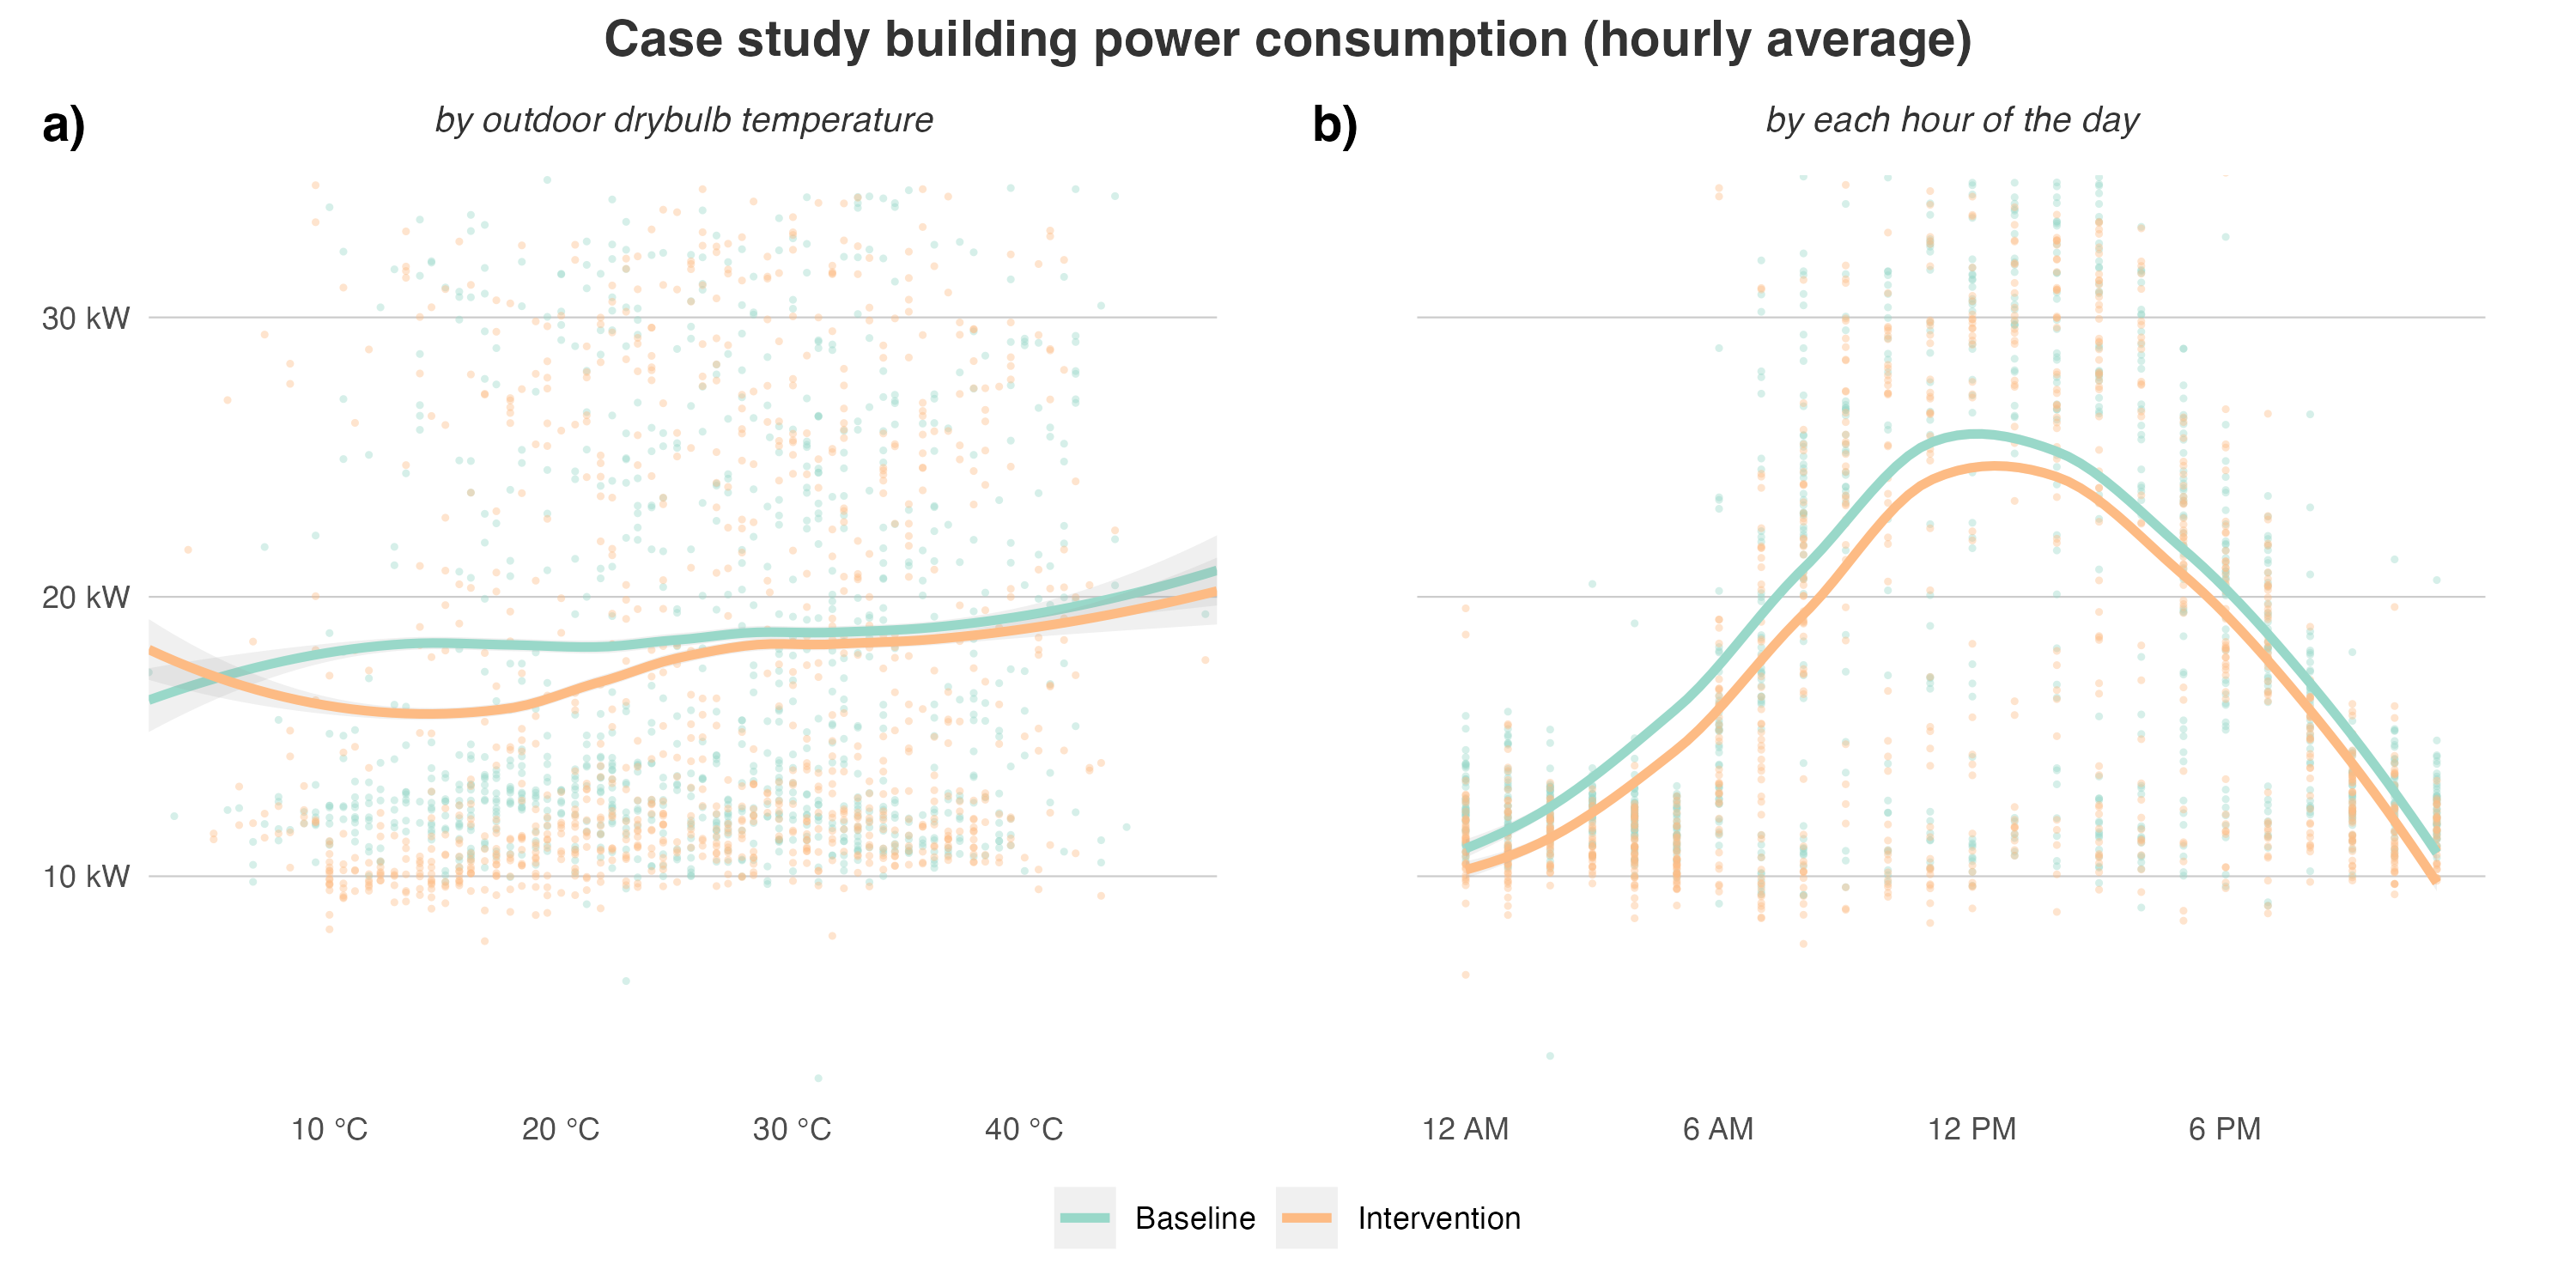 Case study building power consumption (hourly average)
a)
by outdoor drybulb temperature
30 kW
20 kW
10 kW
10 °C 20 °C 30 °C 40 °C
b)
by each hour of the day
12 AM 6 AM 12 PM 6 PM
Baseline Intervention